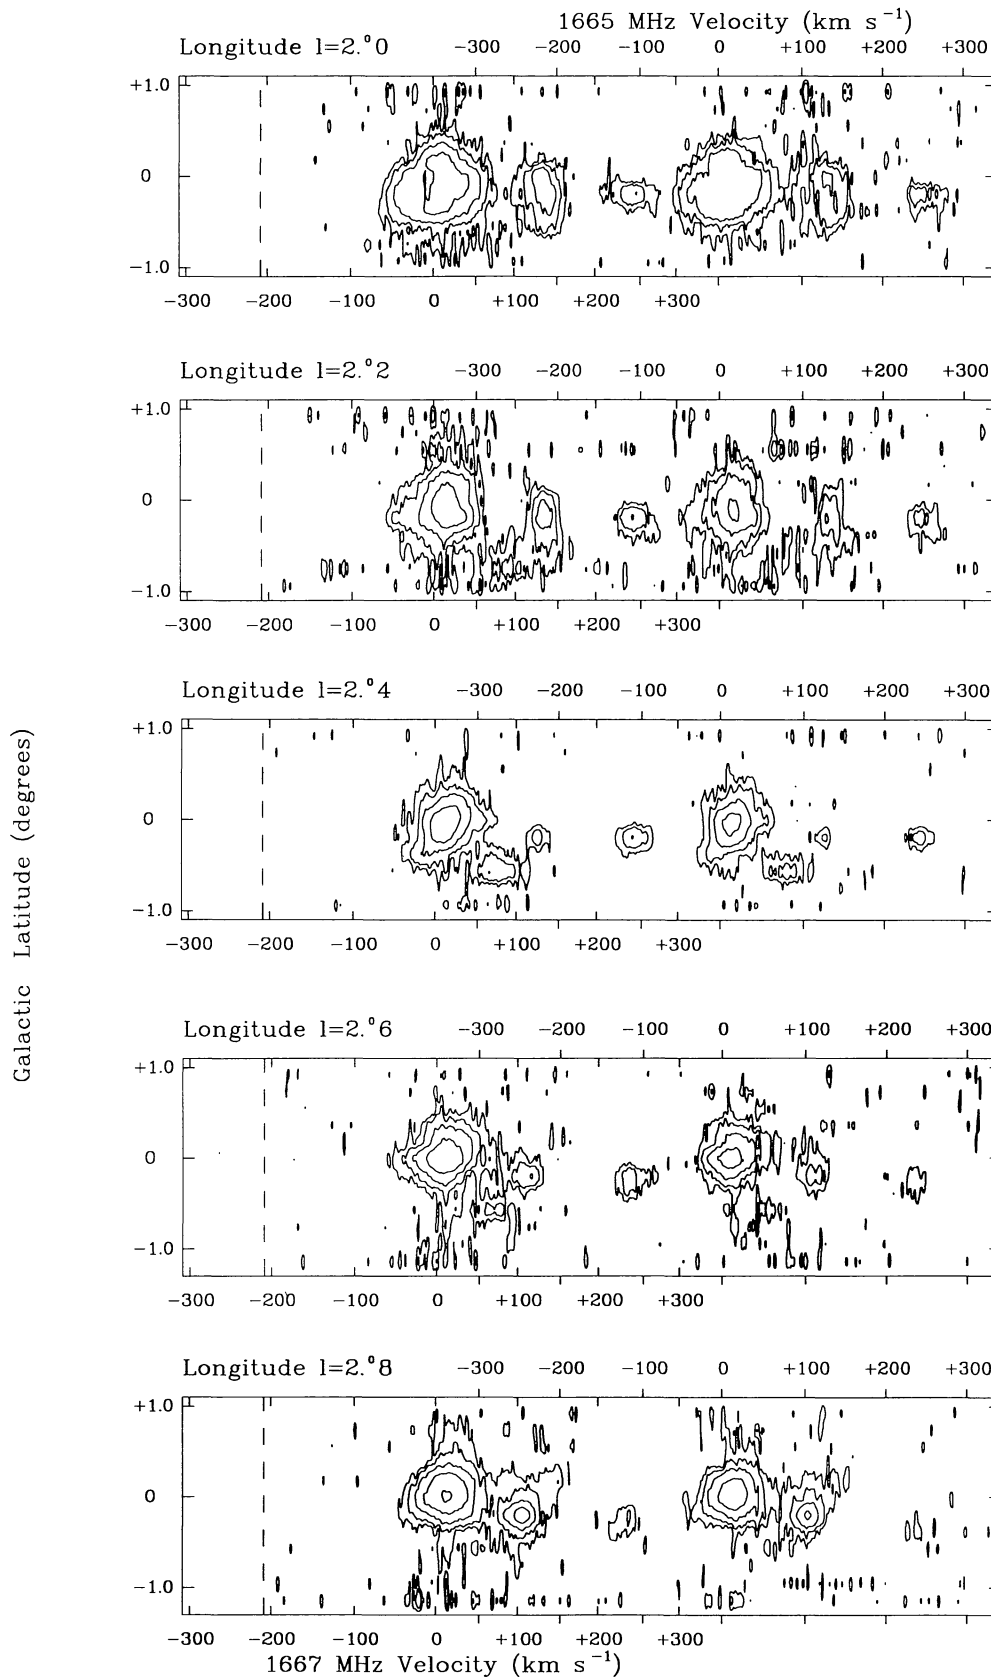 1665 MHz Velocity (km s⁻¹)
Longitude l=2.°0 -300 -200 -100 0 +100 +200 +300
+1.0
0
-1.0
-300 -200 -100 0 +100 +200 +300
Longitude l=2.°2 -300 -200 -100 0 +100 +200 +300
+1.0
0
-1.0
-300 -200 -100 0 +100 +200 +300
Longitude l=2.°4 -300 -200 -100 0 +100 +200 +300
+1.0
0
-1.0
-300 -200 -100 0 +100 +200 +300
Galactic Latitude (degrees)
Longitude l=2.°6 -300 -200 -100 0 +100 +200 +300
+1.0
0
-1.0
-300 -200 -100 0 +100 +200 +300
Longitude l=2.°8 -300 -200 -100 0 +100 +200 +300
+1.0
0
-1.0
-300 -200 -100 0 +100 +200 +300
1667 MHz Velocity (km s⁻¹)